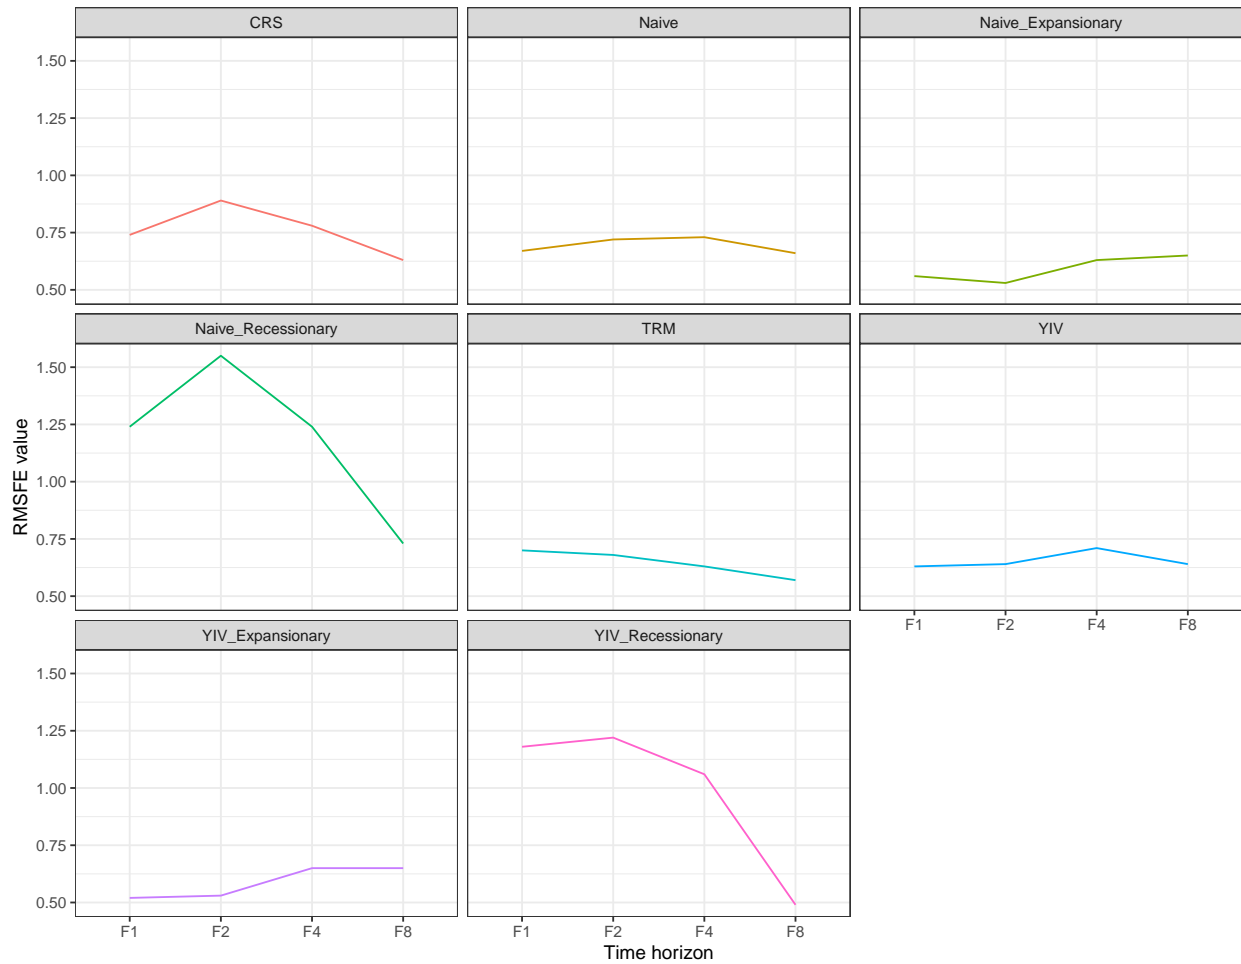 CRS
Naive
Naive_Expansionary
1.50
1.25
1.00
0.75
0.50
Naive_Recessionary
TRM
YIV
1.50
1.25
1.00
0.75
0.50
F1 F2 F4 F8
YIV_Expansionary
YIV_Recessionary
1.50
1.25
1.00
0.75
0.50
F1 F2 F4 F8
F1 F2 F4 F8
RMSFE value
Time horizon